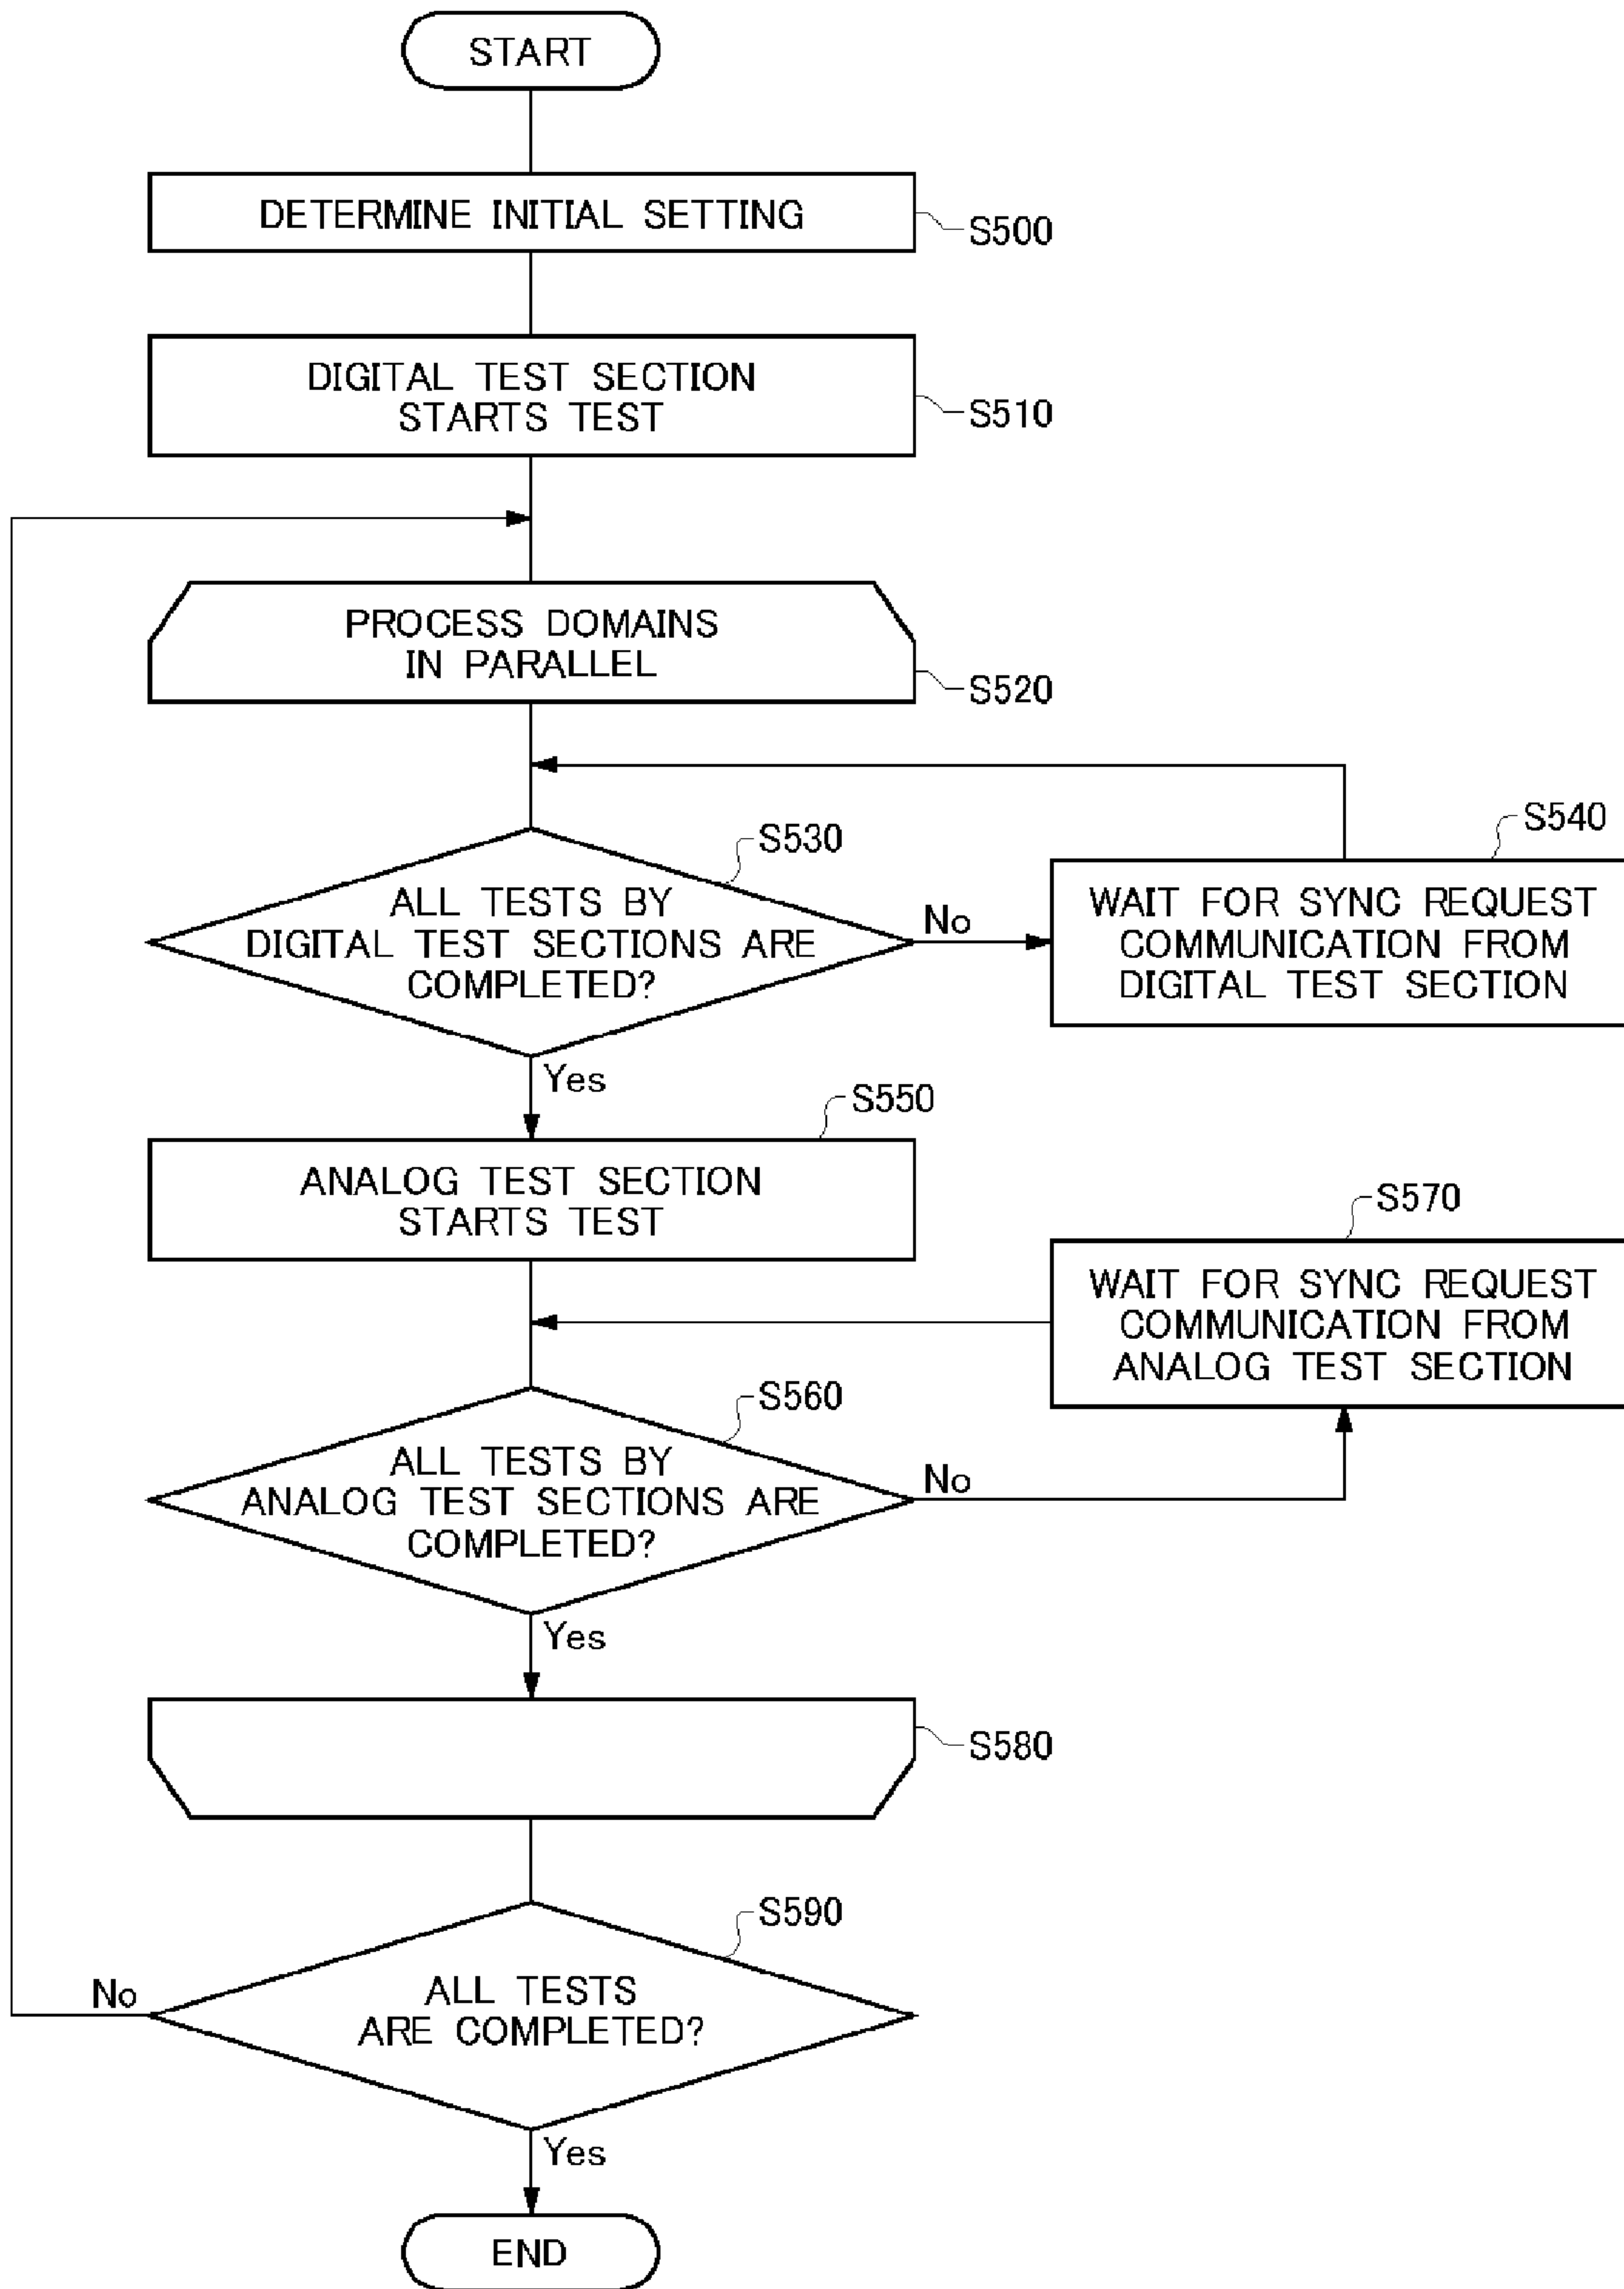 START
DETERMINE INITIAL SETTING
S500
DIGITAL TEST SECTION
STARTS TEST
S510
PROCESS DOMAINS
IN PARALLEL
S520
S530
ALL TESTS BY
DIGITAL TEST SECTIONS ARE
COMPLETED?
No
S540
WAIT FOR SYNC REQUEST
COMMUNICATION FROM
DIGITAL TEST SECTION
Yes
S550
ANALOG TEST SECTION
STARTS TEST
S570
WAIT FOR SYNC REQUEST
COMMUNICATION FROM
ANALOG TEST SECTION
S560
ALL TESTS BY
ANALOG TEST SECTIONS ARE
COMPLETED?
No
Yes
S580
S590
ALL TESTS
ARE COMPLETED?
No
Yes
END